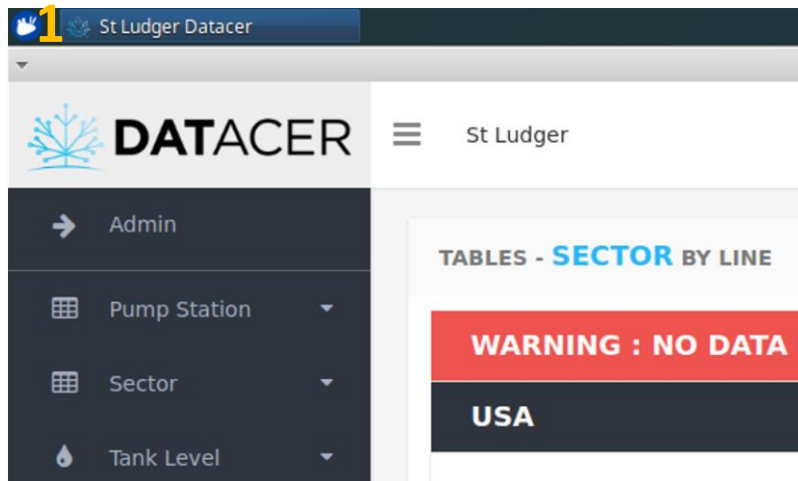 1 St Ludger Datacer
DATACER
St Ludger
Admin
Pump Station
Sector
Tank Level
TABLES - SECTOR BY LINE
WARNING : NO DATA
USA